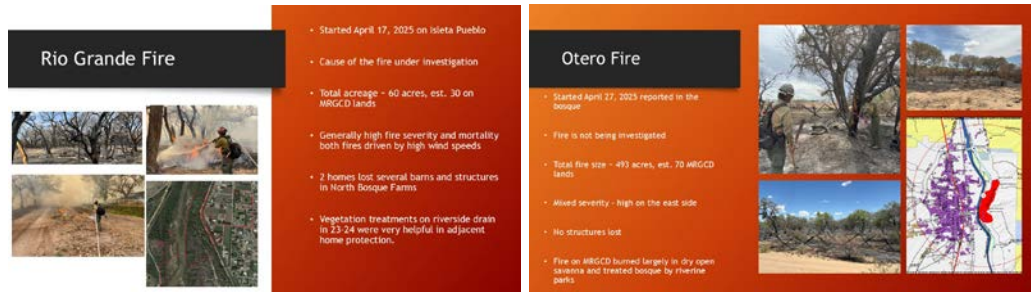 Rio Grande Fire
• Started April 17, 2025 on Isleta Pueblo
• Cause of the fire under investigation
• Total acreage ~ 60 acres, est. 30 on
MRGCD lands
• Generally high fire severity and mortality
both fires driven by high wind speeds
• 2 homes lost several barns and structures
in North Bosque Farms
• Vegetation treatments on riverside drain
in 23-24 were very helpful in adjacent
home protection.
Otero Fire
• Started April 27, 2025 reported in the
bosque
• Fire is not being investigated
• Total fire size ~ 493 acres, est. 70 MRGCD
lands
• Mixed severity - high on the east side
• No structures lost
• Fire on MRGCD burned largely in dry open
savanna and treated bosque by riverine
parks